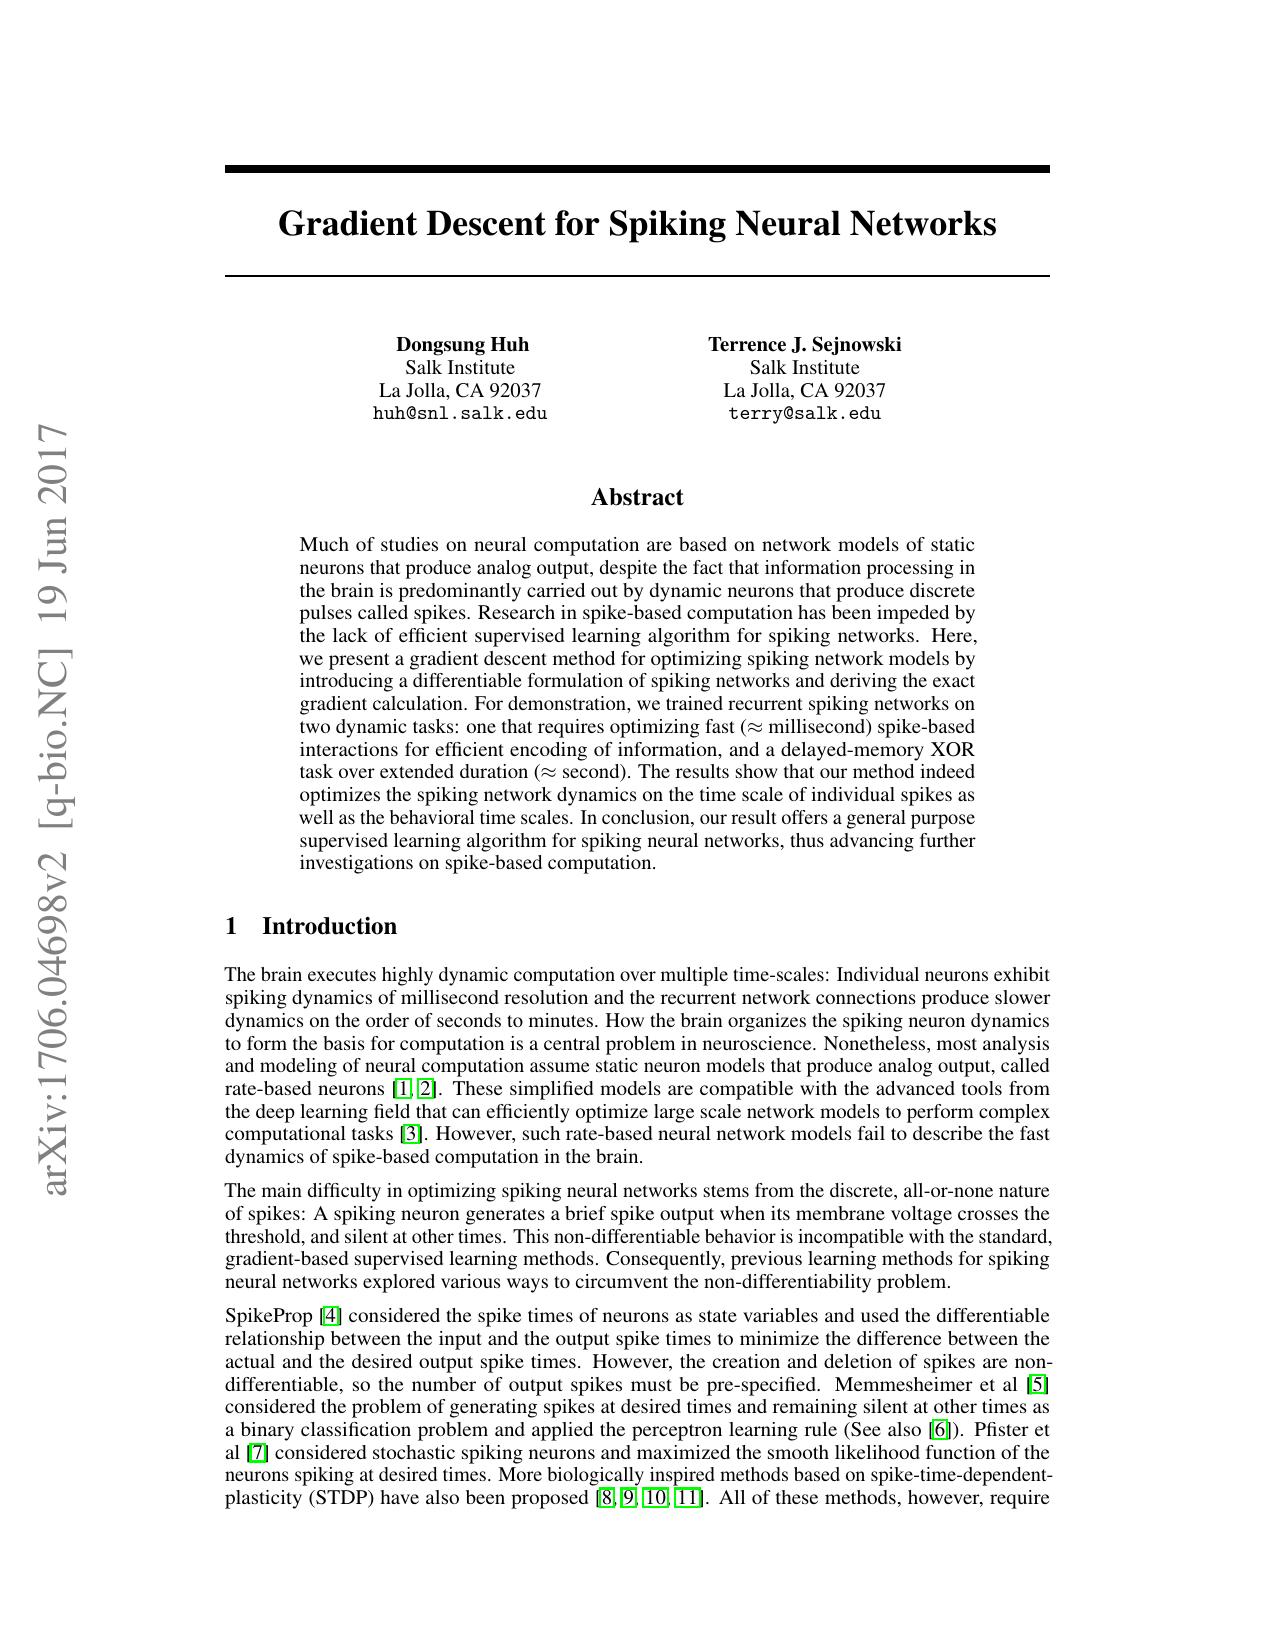 Gradient Descent for Spiking Neural Networks
Dongsung Huh
Salk Institute
La Jolla, CA 92037
huh@snl.salk.edu
Terrence J. Sejnowski
Salk Institute
La Jolla, CA 92037
terry@salk.edu
Abstract
Much of studies on neural computation are based on network models of static
neurons that produce analog output, despite the fact that information processing in
the brain is predominantly carried out by dynamic neurons that produce discrete
pulses called spikes. Research in spike-based computation has been impeded by
the lack of efficient supervised learning algorithm for spiking networks. Here,
we present a gradient descent method for optimizing spiking network models by
introducing a differentiable formulation of spiking networks and deriving the exact
gradient calculation. For demonstration, we trained recurrent spiking networks on
two dynamic tasks: one that requires optimizing fast (≈ millisecond) spike-based
interactions for efficient encoding of information, and a delayed-memory XOR
task over extended duration (≈ second). The results show that our method indeed
optimizes the spiking network dynamics on the time scale of individual spikes as
well as the behavioral time scales. In conclusion, our result offers a general purpose
supervised learning algorithm for spiking neural networks, thus advancing further
investigations on spike-based computation.
1 Introduction
The brain executes highly dynamic computation over multiple time-scales: Individual neurons exhibit
spiking dynamics of millisecond resolution and the recurrent network connections produce slower
dynamics on the order of seconds to minutes. How the brain organizes the spiking neuron dynamics
to form the basis for computation is a central problem in neuroscience. Nonetheless, most analysis
and modeling of neural computation assume static neuron models that produce analog output, called
rate-based neurons [1, 2]. These simplified models are compatible with the advanced tools from
the deep learning field that can efficiently optimize large scale network models to perform complex
computational tasks [3]. However, such rate-based neural network models fail to describe the fast
dynamics of spike-based computation in the brain.
The main difficulty in optimizing spiking neural networks stems from the discrete, all-or-none nature
of spikes: A spiking neuron generates a brief spike output when its membrane voltage crosses the
threshold, and silent at other times. This non-differentiable behavior is incompatible with the standard,
gradient-based supervised learning methods. Consequently, previous learning methods for spiking
neural networks explored various ways to circumvent the non-differentiability problem.
SpikeProp [4] considered the spike times of neurons as state variables and used the differentiable
relationship between the input and the output spike times to minimize the difference between the
actual and the desired output spike times. However, the creation and deletion of spikes are non-
differentiable, so the number of output spikes must be pre-specified. Memmesheimer et al [5]
considered the problem of generating spikes at desired times and remaining silent at other times as
a binary classification problem and applied the perceptron learning rule (See also [6]). Pfister et
al [7] considered stochastic spiking neurons and maximized the smooth likelihood function of the
neurons spiking at desired times. More biologically inspired methods based on spike-time-dependent-
plasticity (STDP) have also been proposed [8, 9, 10, 11]. All of these methods, however, require
arXiv:1706.04698v2 [q-bio.NC] 19 Jun 2017